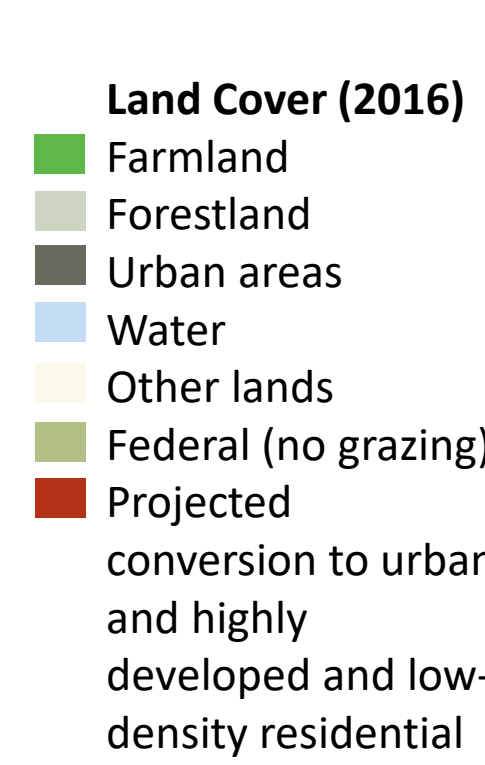 Land Cover (2016)
Farmland
Forestland
Urban areas
Water
Other lands
Federal (no grazing)
Projected
conversion to urban
and highly
developed and low-
density residential